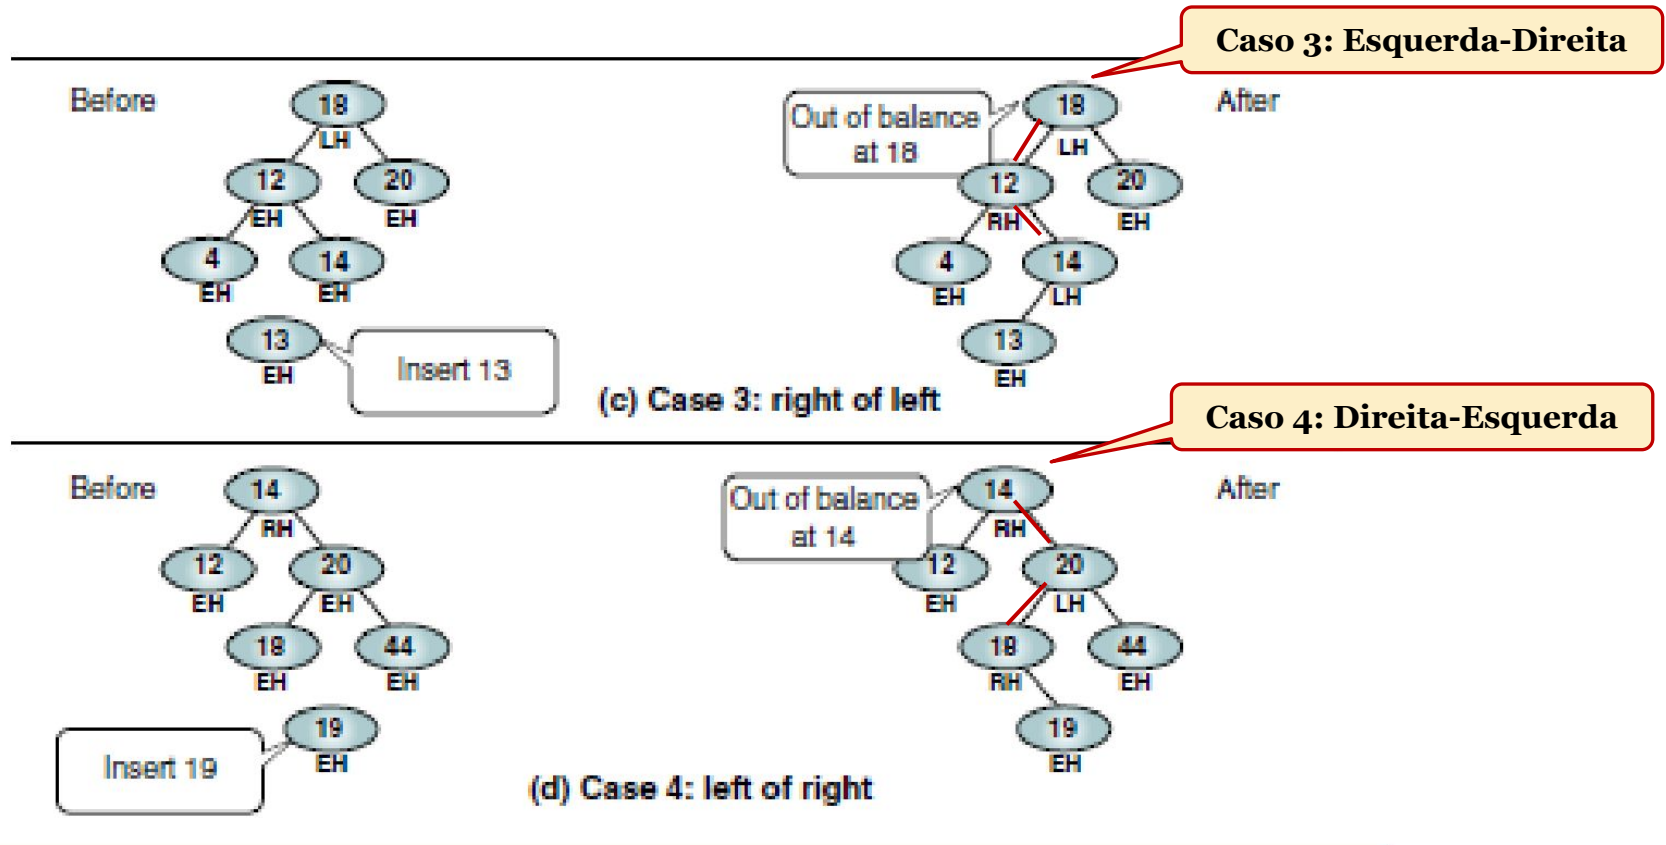 Caso 3: Esquerda-Direita
Before
18
LH
12
EH
20
EH
4
EH
14
EH
13
EH
Insert 13
Out of balance
at 18
18
LH
After
12
RH
20
EH
4
EH
14
LH
13
EH
(c) Case 3: right of left
Caso 4: Direita-Esquerda
Before
14
RH
12
EH
20
EH
18
EH
44
EH
19
EH
Insert 19
Out of balance
at 14
14
RH
After
12
EH
20
LH
18
RH
44
EH
19
EH
(d) Case 4: left of right